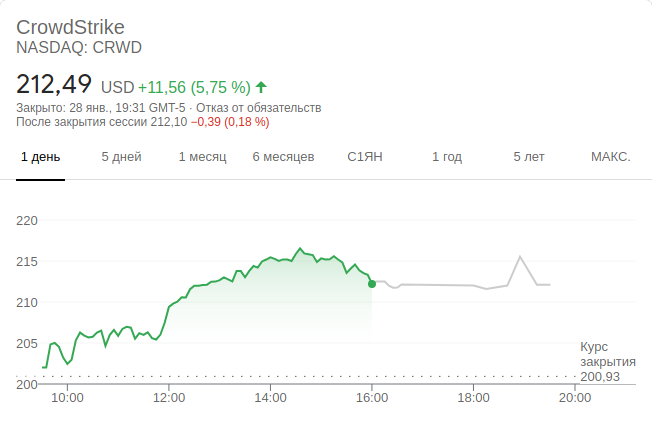 CrowdStrike
NASDAQ: CRWD
212,49 USD +11,56 (5,75 %)
Закрыто: 28 янв., 19:31 GMT-5 · Отказ от обязательств
После закрытия сессии 212,10 −0,39 (0,18 %)
1 день 5 дней 1 месяц 6 месяцев С1ЯН 1 год 5 лет МАКС.
220
215
210
205
200
Курс
закрытия
200,93
10:00 12:00 14:00 16:00 18:00 20:00